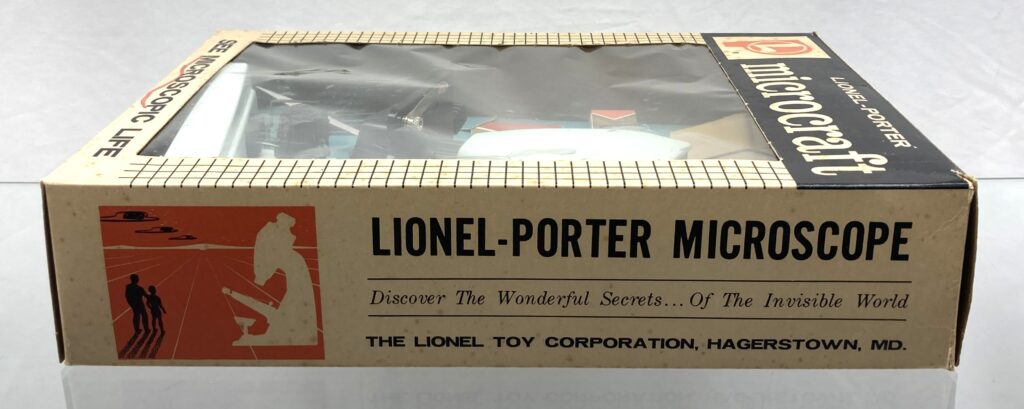 SEE MICROSCOPIC LIFE
LIONEL-PORTER
microcraft
LIONEL-PORTER MICROSCOPE
Discover The Wonderful Secrets... Of The Invisible World
THE LIONEL TOY CORPORATION, HAGERSTOWN, MD.